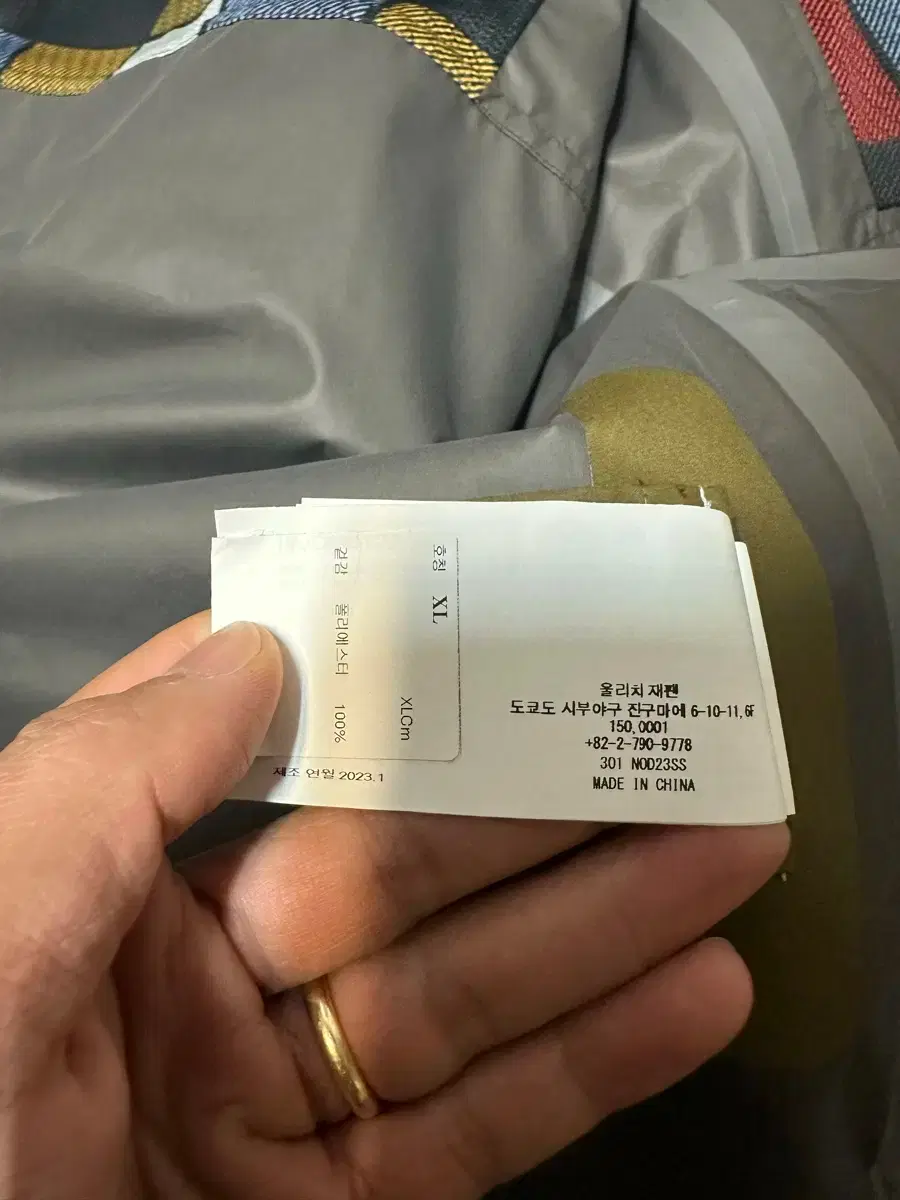 호칭 XL
XLCm
겉감 폴리에스터 100%
제조 연월 2023.1
울리치 재팬
도쿄도 시부야구 진구마에 6-10-11,6F
150,0001
+82-2-790-9778
301 NOD23SS
MADE IN CHINA